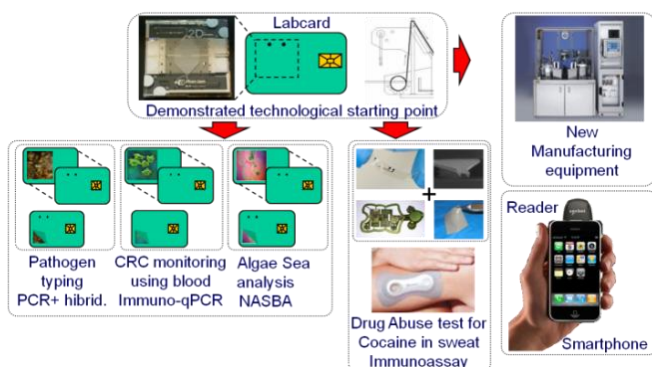 Labcard
Demonstrated technological starting point
New
Manufacturing
equipment
Pathogen
typing
PCR+ hibrid.
CRC monitoring
using blood
Immuno-qPCR
Algae Sea
analysis
NASBA
+
Drug Abuse test for
Cocaine in sweat
Immunoassay
Reader
Smartphone